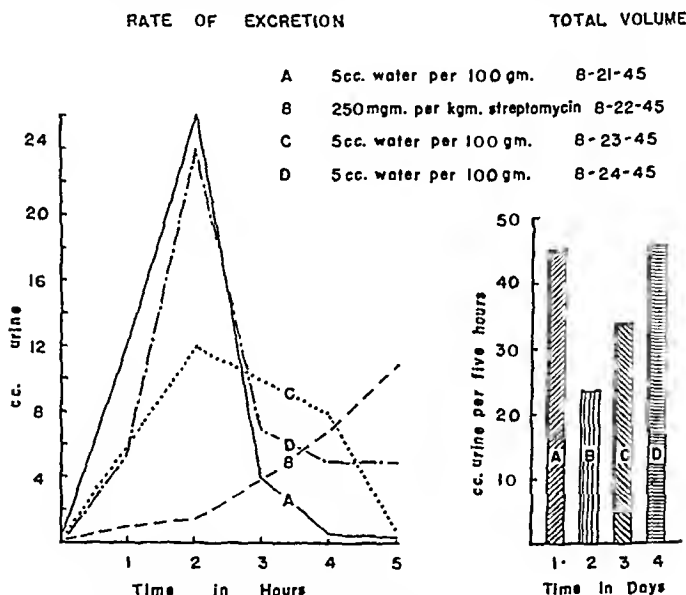 RATE OF EXCRETION
TOTAL VOLUME
A 5cc. water per 100 gm. 8-21-45
B 250 mgm. per kgm. streptomycin 8-22-45
C 5cc. water per 100 gm. 8-23-45
D 5cc. water per 100 gm. 8-24-45
cc. urine
24
20
16
12
8
4
C
D
B
A
1 2 3 4 5
Time in Hours
cc. urine per five hours
50
40
30
20
10
A B C D
1 2 3 4
Time in Days